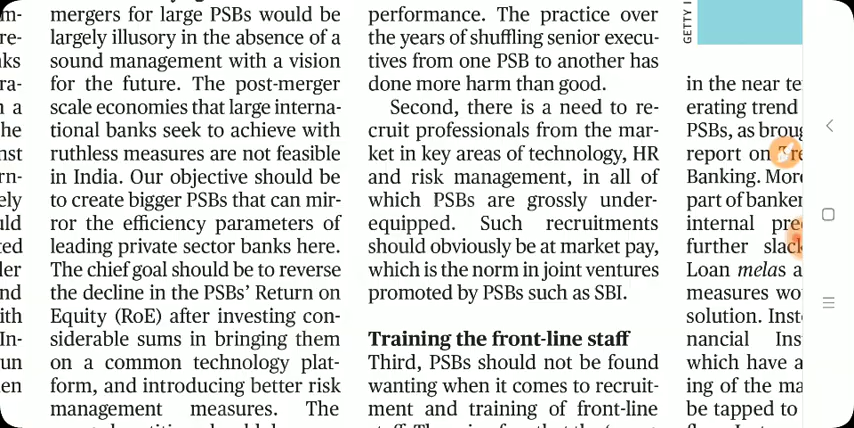 mergers for large PSBs would be
largely illusory in the absence of a
sound management with a vision
for the future. The post-merger
scale economies that large interna-
tional banks seek to achieve with
ruthless measures are not feasible
in India. Our objective should be
to create bigger PSBs that can mir-
ror the efficiency parameters of
leading private sector banks here.
The chief goal should be to reverse
the decline in the PSBs' Return on
Equity (RoE) after investing con-
siderable sums in bringing them
on a common technology plat-
form, and introducing better risk
management measures. The
performance. The practice over
the years of shuffling senior execu-
tives from one PSB to another has
done more harm than good.
Second, there is a need to re-
cruit professionals from the mar-
ket in key areas of technology, HR
and risk management, in all of
which PSBs are grossly under-
equipped. Such recruitments
should obviously be at market pay,
which is the norm in joint ventures
promoted by PSBs such as SBI.
Training the front-line staff
Third, PSBs should not be found
wanting when it comes to recruit-
ment and training of front-line
GETTY
in the near
erating trend
PSBs, as
report on
Banking.
part of
internal
further
Loan melas
measures
solution.
nancial
which have a
ing of the
be tapped to